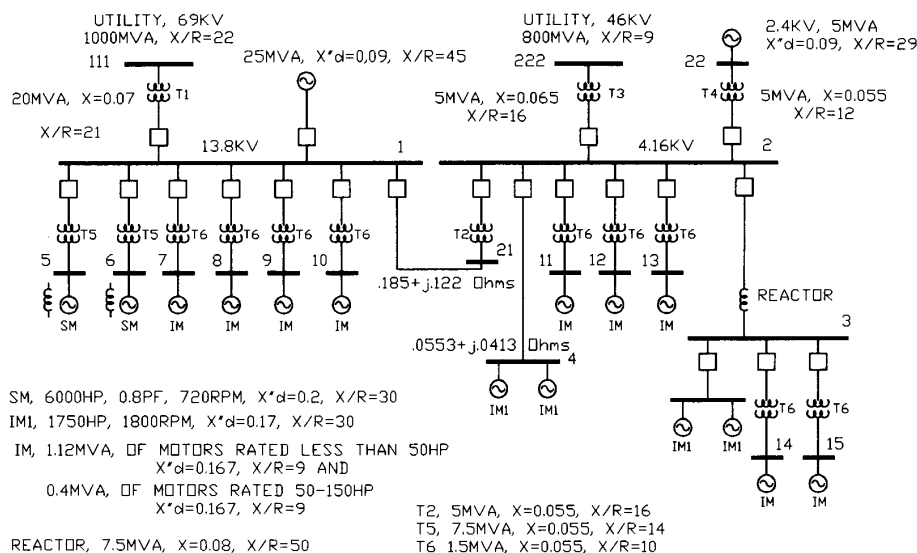 UTILITY, 69KV
1000MVA, X/R=22
111
25MVA, X"d=0,09, X/R=45
UTILITY, 46KV
800MVA, X/R=9
222
2.4KV, 5MVA
X"d=0.09, X/R=29
22
20MVA, X=0.07
T1
X/R=21
5MVA, X=0.065
X/R=16
T3
T4
5MVA, X=0.055
X/R=12
13.8KV
1
4.16KV
2
T5
T5
T6
T6
T6
T6
T2
T6
T6
T6
5
6
7
8
9
10
21
11
12
13
SM
SM
IM
IM
IM
IM
IM
IM
IM
.185+j.122 Ohms
REACTOR
.0553+j.0413 Ohms
4
3
IM1
IM1
T6
T6
IM1
IM1
14
15
IM
IM
SM, 6000HP, 0.8PF, 720RPM, X"d=0.2, X/R=30
IM1, 1750HP, 1800RPM, X"d=0.17, X/R=30
IM, 1.12MVA, OF MOTORS RATED LESS THAN 50HP
X"d=0.167, X/R=9 AND
0.4MVA, OF MOTORS RATED 50-150HP
X"d=0.167, X/R=9
REACTOR, 7.5MVA, X=0.08, X/R=50
T2, 5MVA, X=0.055, X/R=16
T5, 7.5MVA, X=0.055, X/R=14
T6 1.5MVA, X=0.055, X/R=10